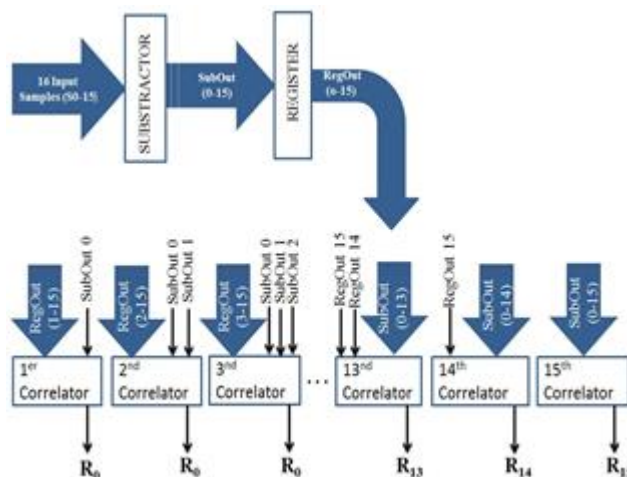 16 Input
Samples (S0-15)
SUBSTRACTOR
SubOut
(0-15)
REGISTER
RegOut
(0-15)
RegOut
(1-15)
SubOut 0
RegOut
(2-15)
SubOut 0
SubOut 1
RegOut
(3-15)
SubOut 0
SubOut 1
SubOut 2
RegOut 15
RegOut 14
SubOut
(0-13)
RegOut 15
SubOut
(0-14)
SubOut
(0-15)
1er
Correlator
2nd
Correlator
3nd
Correlator
...
13nd
Correlator
14th
Correlator
15th
Correlator
R0
R0
R0
R13
R14